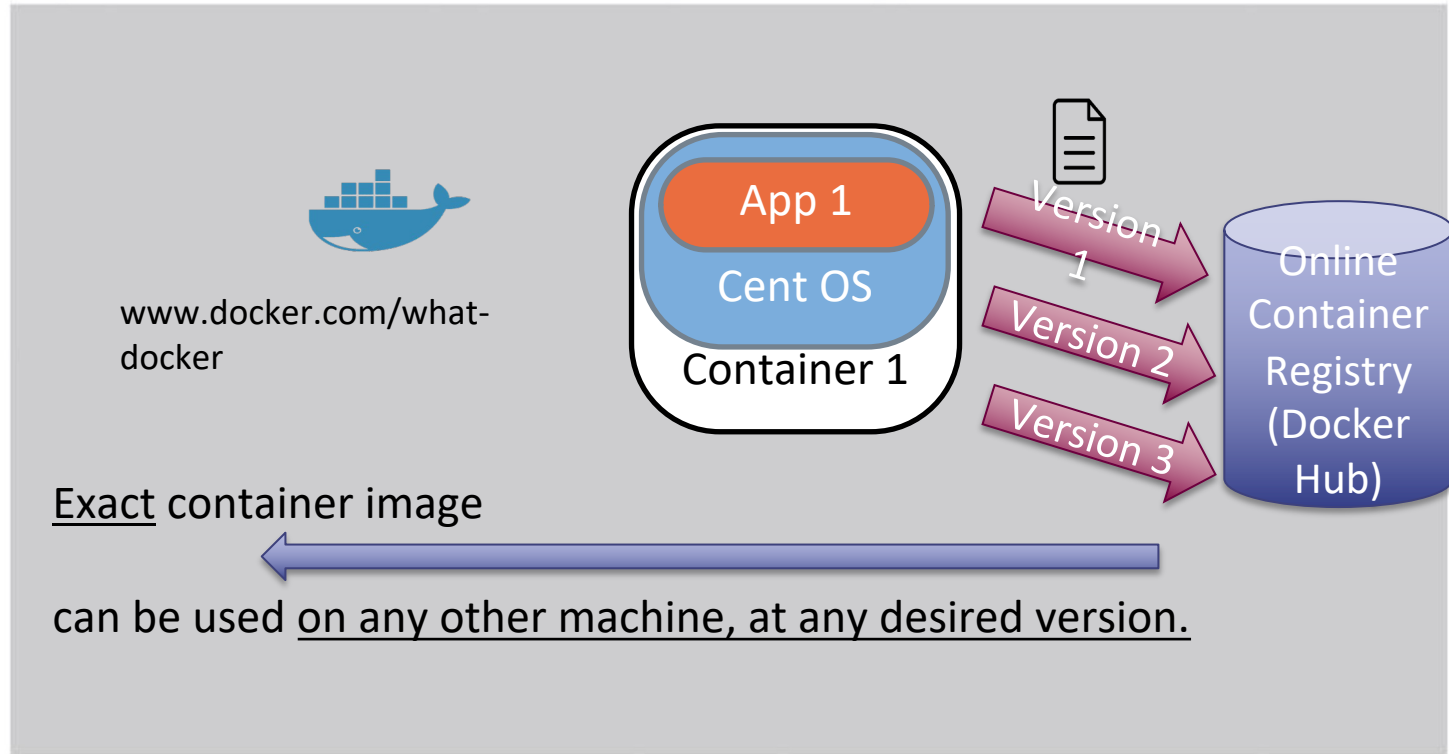 www.docker.com/what-
docker
App 1
Cent OS
Container 1
Version
1
Version 2
Version 3
Online
Container
Registry
(Docker
Hub)
Exact container image
can be used on any other machine, at any desired version.